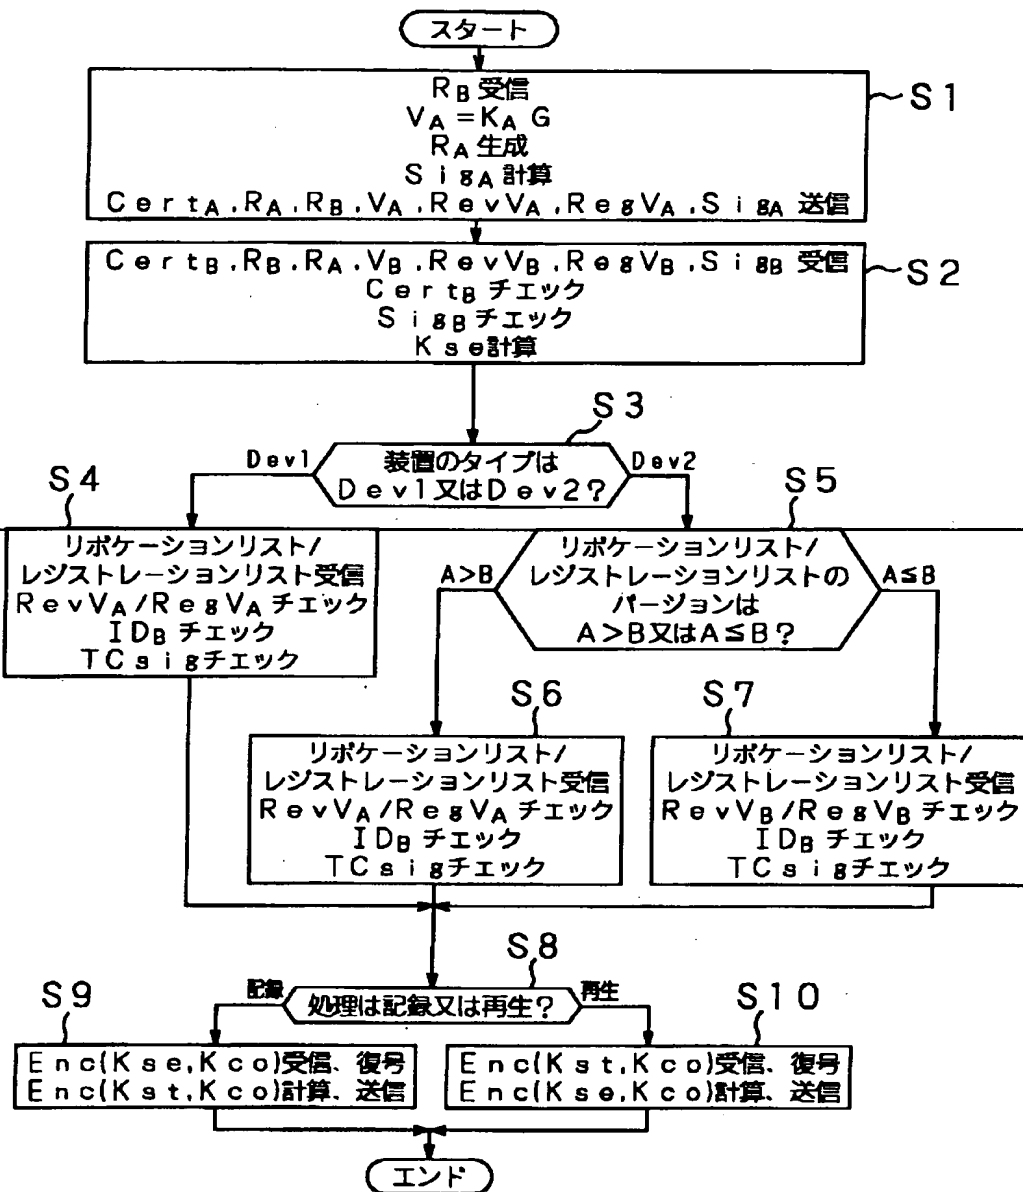 スタート
RB 受信
VA=KA G
RA 生成
SigA 計算
CertA,RA,RB,VA,RevVA,RegVA,SigA 送信
S1
CertB,RB,RA,VB,RevVB,RegVB,SigB 受信
CertB チェック
SigB チェック
Kse計算
S2
S3
装置のタイプは
Dev1又はDev2?
Dev1
Dev2
S4
リボケーションリスト/
レジストレーションリスト受信
RevVA/RegVA チェック
IDB チェック
TCsigチェック
S5
リボケーションリスト/
レジストレーションリストの
バージョンは
A>B又はA≦B?
A>B
A≦B
S6
リボケーションリスト/
レジストレーションリスト受信
RevVA/RegVA チェック
IDB チェック
TCsigチェック
S7
リボケーションリスト/
レジストレーションリスト受信
RevVB/RegVB チェック
IDB チェック
TCsigチェック
S8
処理は記録又は再生?
記録
再生
S9
Enc(Kse,Kco)受信、復号
Enc(Kst,Kco)計算、送信
S10
Enc(Kst,Kco)受信、復号
Enc(Kse,Kco)計算、送信
エンド